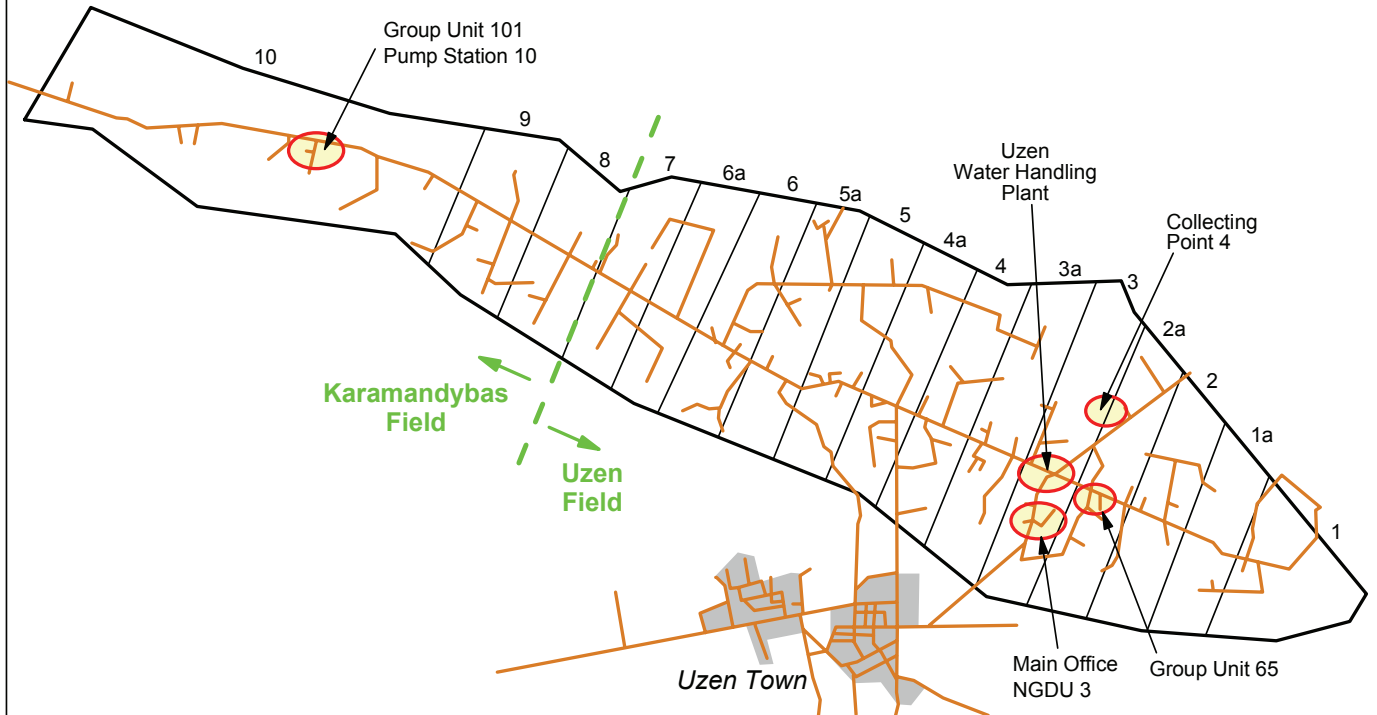 Group Unit 101
Pump Station 10
10
9
8
7
6a
6
5a
5
4a
4
3a
3
2a
2
1a
1
Uzen
Water Handling
Plant
Collecting
Point 4
Karamandybas
Field
Uzen
Field
Uzen Town
Main Office
NGDU 3
Group Unit 65